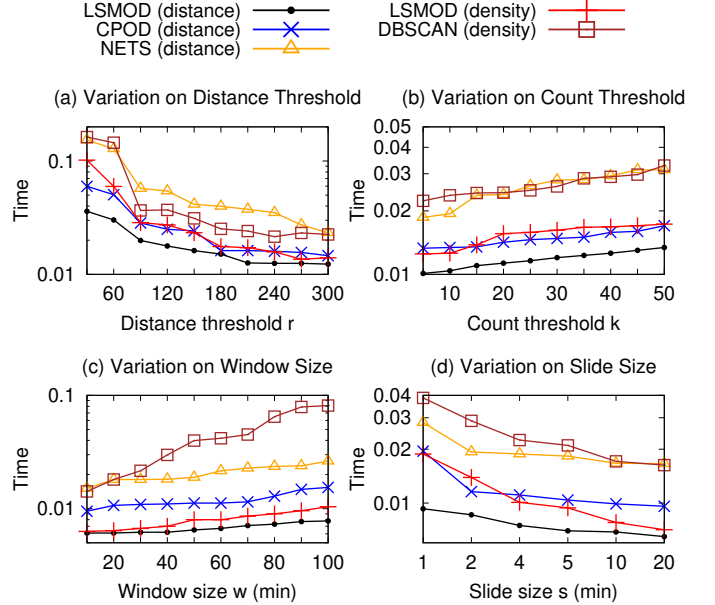 LSMOD (distance)
CPOD (distance)
NETS (distance)
LSMOD (density)
DBSCAN (density)
(a) Variation on Distance Threshold
0.1
0.01
Time
60 120 180 240 300
Distance threshold r
(b) Variation on Count Threshold
0.05
0.03
0.02
0.01
Time
10 20 30 40 50
Count threshold k
(c) Variation on Window Size
0.1
0.01
Time
20 40 60 80 100
Window size w (min)
(d) Variation on Slide Size
0.04
0.03
0.02
0.01
Time
1 2 4 5 10 20
Slide size s (min)